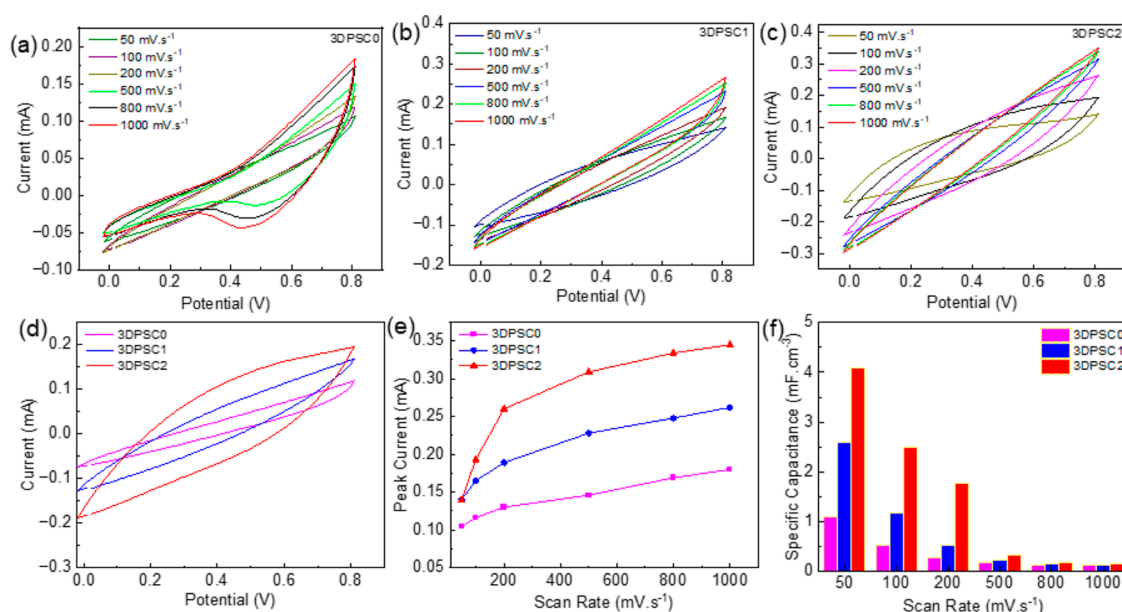 (a)
3DPSC0
50 mV.s⁻¹
100 mV.s⁻¹
200 mV.s⁻¹
500 mV.s⁻¹
800 mV.s⁻¹
1000 mV.s⁻¹
0.20
0.15
0.10
0.05
0.00
−0.05
−0.10
Current (mA)
0.0 0.2 0.4 0.6 0.8
Potential (V)
(b)
3DPSC1
50 mV.s⁻¹
100 mV.s⁻¹
200 mV.s⁻¹
500 mV.s⁻¹
800 mV.s⁻¹
1000 mV.s⁻¹
0.4
0.3
0.2
0.1
0.0
−0.1
−0.2
Current (mA)
0.0 0.2 0.4 0.6 0.8
Potential (V)
(c)
3DPSC2
50 mV.s⁻¹
100 mV.s⁻¹
200 mV.s⁻¹
500 mV.s⁻¹
800 mV.s⁻¹
1000 mV.s⁻¹
0.4
0.3
0.2
0.1
0.0
−0.1
−0.2
−0.3
Current (mA)
0.0 0.2 0.4 0.6 0.8
Potential (V)
(d)
3DPSC0
3DPSC1
3DPSC2
0.2
0.1
0.0
−0.1
−0.2
−0.3
Current (mA)
0.0 0.2 0.4 0.6 0.8
Potential (V)
(e)
3DPSC0
3DPSC1
3DPSC2
0.35
0.30
0.25
0.20
0.15
0.10
0.05
Peak Current (mA)
200 400 600 800 1000
Scan Rate (mV.s⁻¹)
(f)
3DPSC0
3DPSC1
3DPSC2
5
4
3
2
1
0
Specific Capacitance (mF.cm⁻³)
50 100 200 500 800 1000
Scan Rate (mV.s⁻¹)